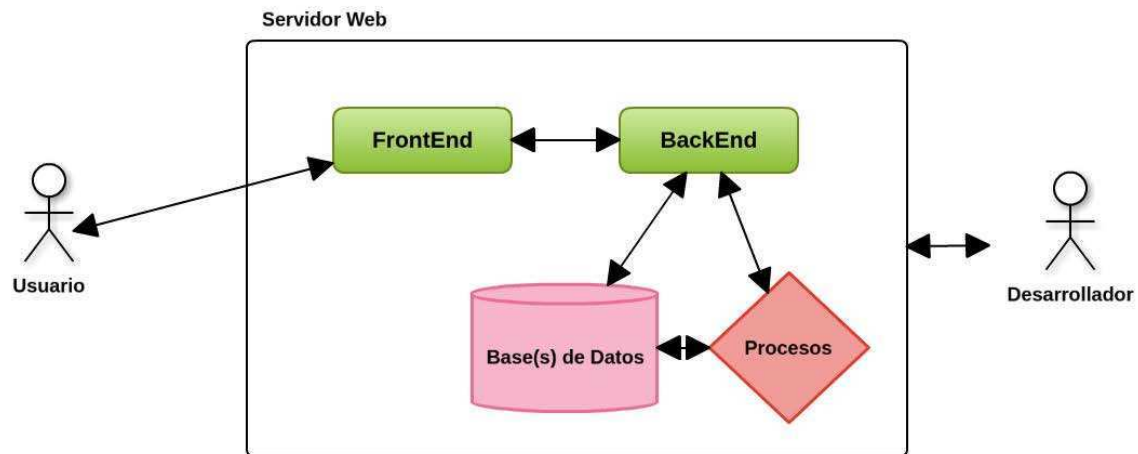 Servidor Web
FrontEnd
BackEnd
Usuario
Desarrollador
Base(s) de Datos
Procesos